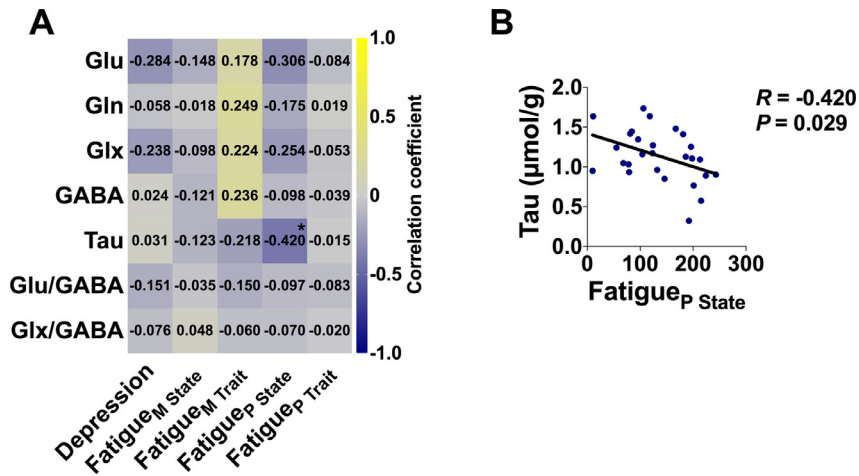 A
Glu -0.284 -0.148 0.178 -0.306 -0.084
Gln -0.058 -0.018 0.249 -0.175 0.019
Glx -0.238 -0.098 0.224 -0.254 -0.053
GABA 0.024 -0.121 0.236 -0.098 -0.039
Tau 0.031 -0.123 -0.218 -0.420* -0.015
Glu/GABA -0.151 -0.035 -0.150 -0.097 -0.083
Glx/GABA -0.076 0.048 -0.060 -0.070 -0.020
Depression
Fatigue M State
Fatigue M Trait
Fatigue P State
Fatigue P Trait
1.0
0.5
0
-0.5
-1.0
Correlation coefficient
B
R = -0.420
P = 0.029
Tau (μmol/g)
2.0
1.5
1.0
0.5
0.0
0 100 200 300
Fatigue P State